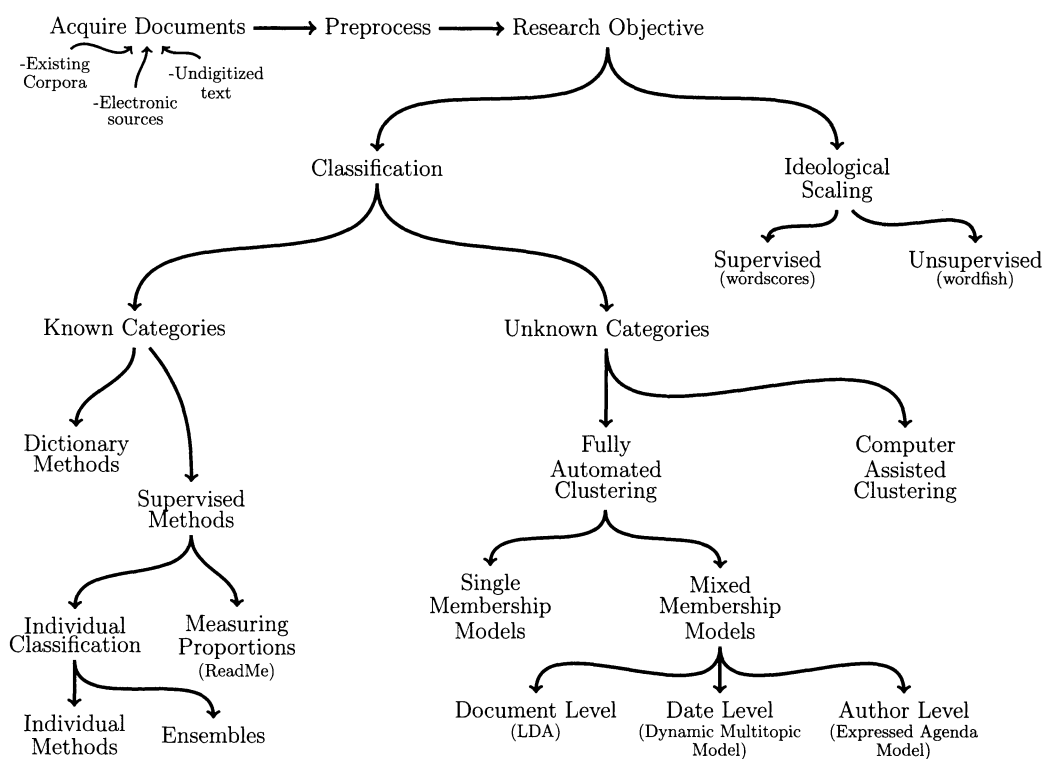 Acquire Documents
Preprocess
Research Objective
-Existing
Corpora
-Electronic
sources
-Undigitized
text
Classification
Ideological
Scaling
Supervised
(wordscores)
Unsupervised
(wordfish)
Known Categories
Unknown Categories
Dictionary
Methods
Supervised
Methods
Fully
Automated
Clustering
Computer
Assisted
Clustering
Individual
Classification
Measuring
Proportions
(ReadMe)
Single
Membership
Models
Mixed
Membership
Models
Individual
Methods
Ensembles
Document Level
(LDA)
Date Level
(Dynamic Multitopic
Model)
Author Level
(Expressed Agenda
Model)